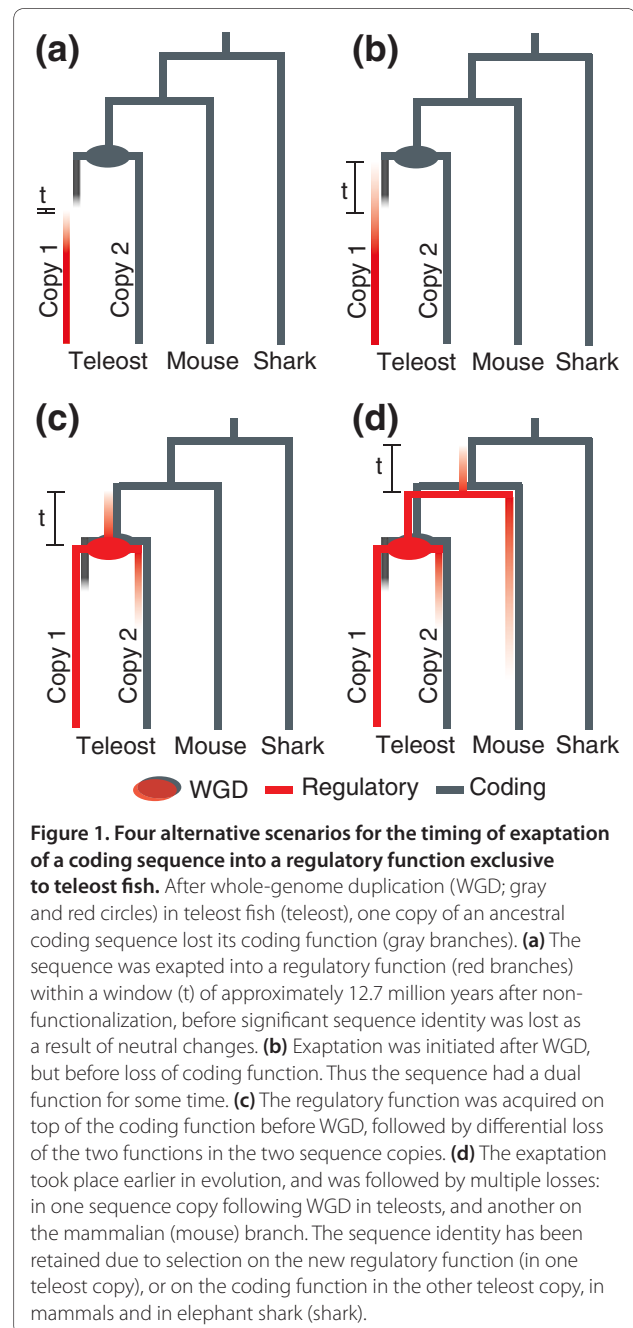 (a)
(b)
t
t
Copy 1
Copy 2
Copy 1
Copy 2
Teleost Mouse Shark
Teleost Mouse Shark
(c)
(d)
t
t
Copy 1
Copy 2
Copy 1
Copy 2
Teleost Mouse Shark
Teleost Mouse Shark
WGD Regulatory Coding
Figure 1. Four alternative scenarios for the timing of exaptation
of a coding sequence into a regulatory function exclusive
to teleost fish. After whole-genome duplication (WGD; gray
and red circles) in teleost fish (teleost), one copy of an ancestral
coding sequence lost its coding function (gray branches). (a) The
sequence was exapted into a regulatory function (red branches)
within a window (t) of approximately 12.7 million years after non-
functionalization, before significant sequence identity was lost as
a result of neutral changes. (b) Exaptation was initiated after WGD,
but before loss of coding function. Thus the sequence had a dual
function for some time. (c) The regulatory function was acquired on
top of the coding function before WGD, followed by differential loss
of the two functions in the two sequence copies. (d) The exaptation
took place earlier in evolution, and was followed by multiple losses:
in one sequence copy following WGD in teleosts, and another on
the mammalian (mouse) branch. The sequence identity has been
retained due to selection on the new regulatory function (in one
teleost copy), or on the coding function in the other teleost copy, in
mammals and in elephant shark (shark).